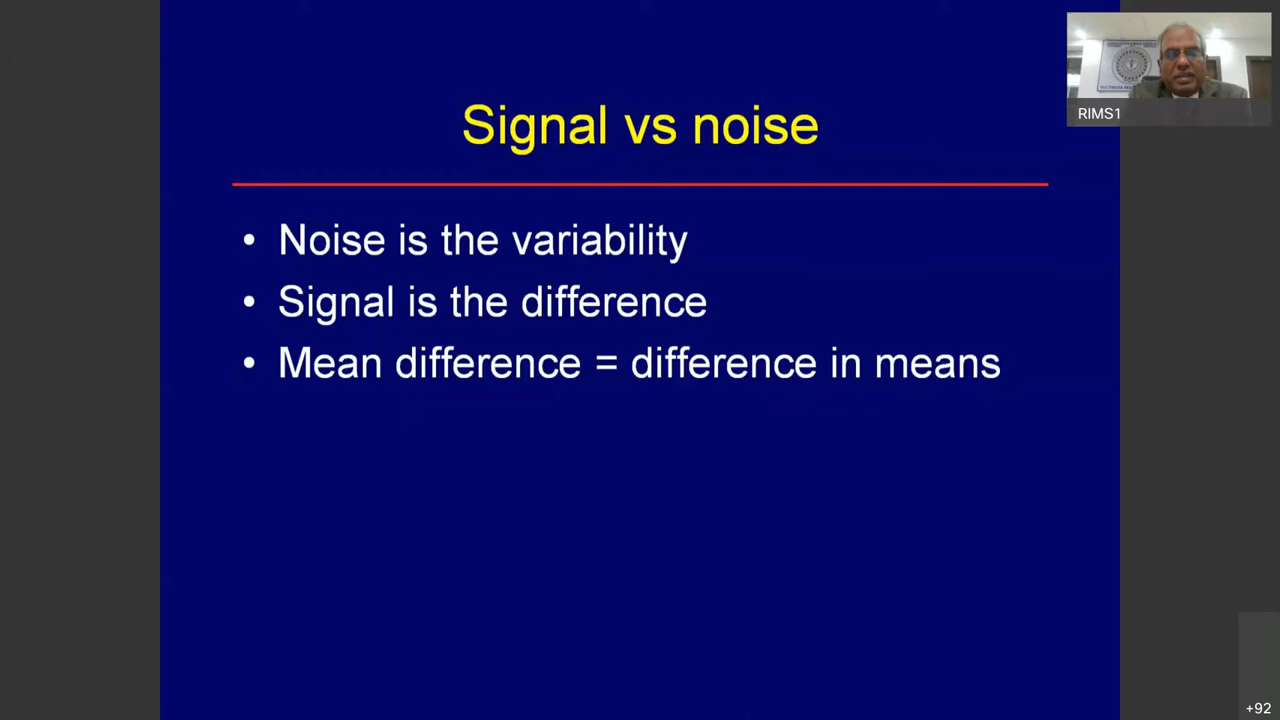 Signal vs noise
• Noise is the variability
• Signal is the difference
• Mean difference = difference in means
RIMS1
+92